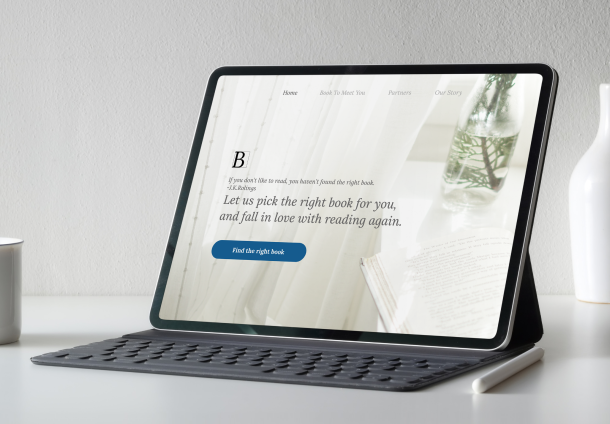 Home Book To Meet You Partners Our Story
B
If you don't like to read, you haven't found the right book.
-J.K.Rolings
Let us pick the right book for you,
and fall in love with reading again.
Find the right book